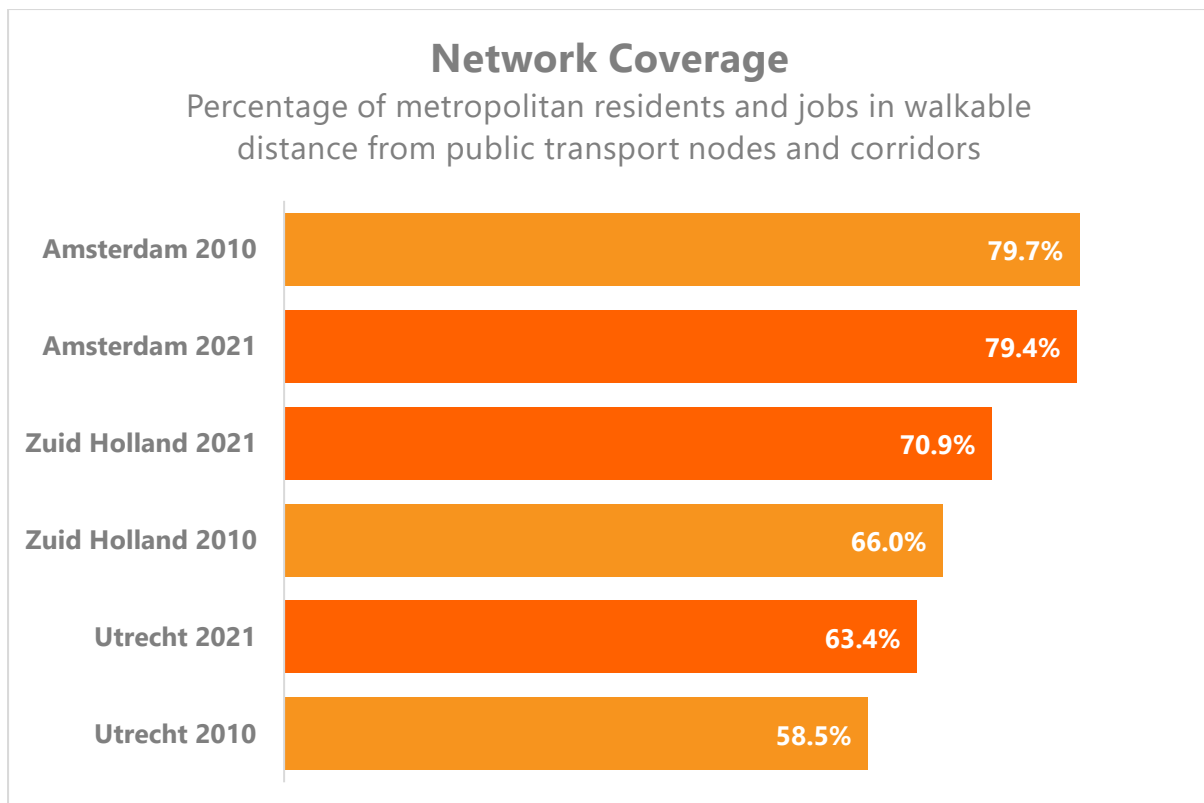 Network Coverage
Percentage of metropolitan residents and jobs in walkable
distance from public transport nodes and corridors
Amsterdam 2010 79.7%
Amsterdam 2021 79.4%
Zuid Holland 2021 70.9%
Zuid Holland 2010 66.0%
Utrecht 2021 63.4%
Utrecht 2010 58.5%